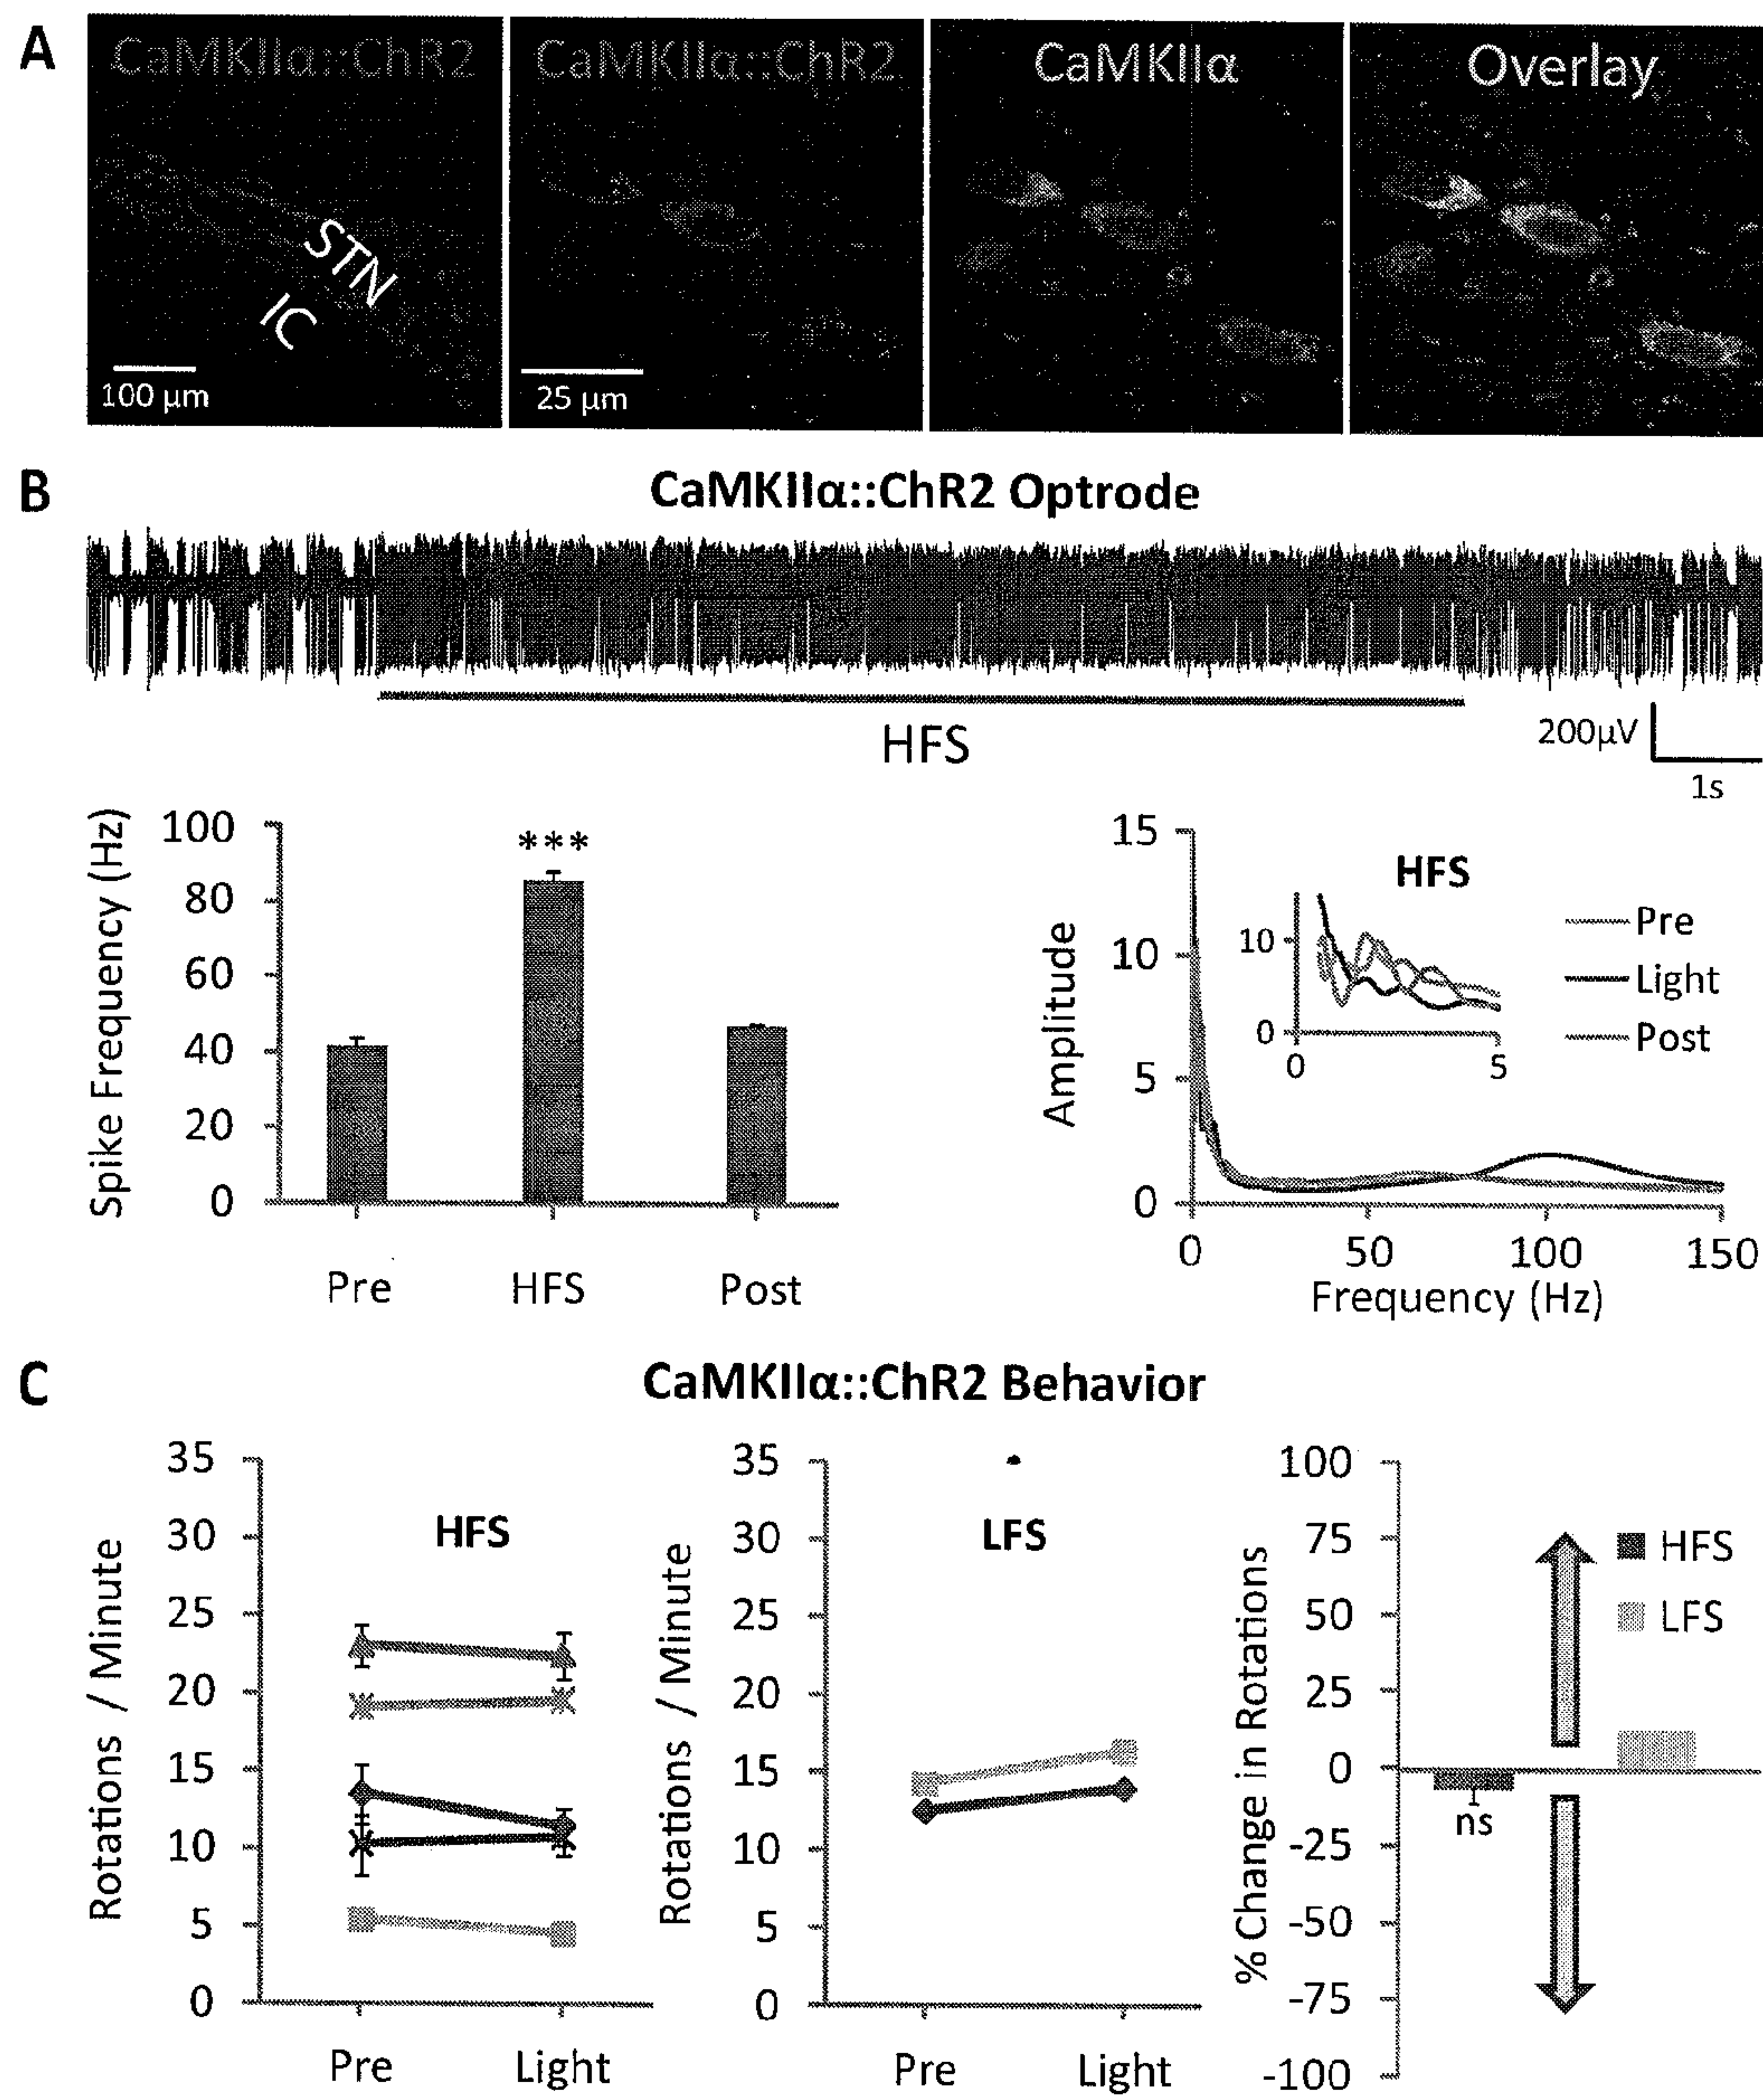 A
CaMKIIα::ChR2
CaMKIIα::ChR2
CaMKIIα
Overlay
STN
IC
100 μm
25 μm
B
CaMKIIα::ChR2 Optrode
HFS
200μV
1s
Spike Frequency (Hz)
100
80
60
40
20
0
***
Pre
HFS
Post
Amplitude
15
10
5
0
0
50
100
150
Frequency (Hz)
HFS
10
0
0
5
Pre
Light
Post
C
CaMKIIα::ChR2 Behavior
Rotations / Minute
35
30
25
20
15
10
5
0
HFS
Pre
Light
Rotations / Minute
35
30
25
20
15
10
5
0
LFS
Pre
Light
% Change in Rotations
100
75
50
25
0
-25
-50
-75
-100
ns
HFS
LFS